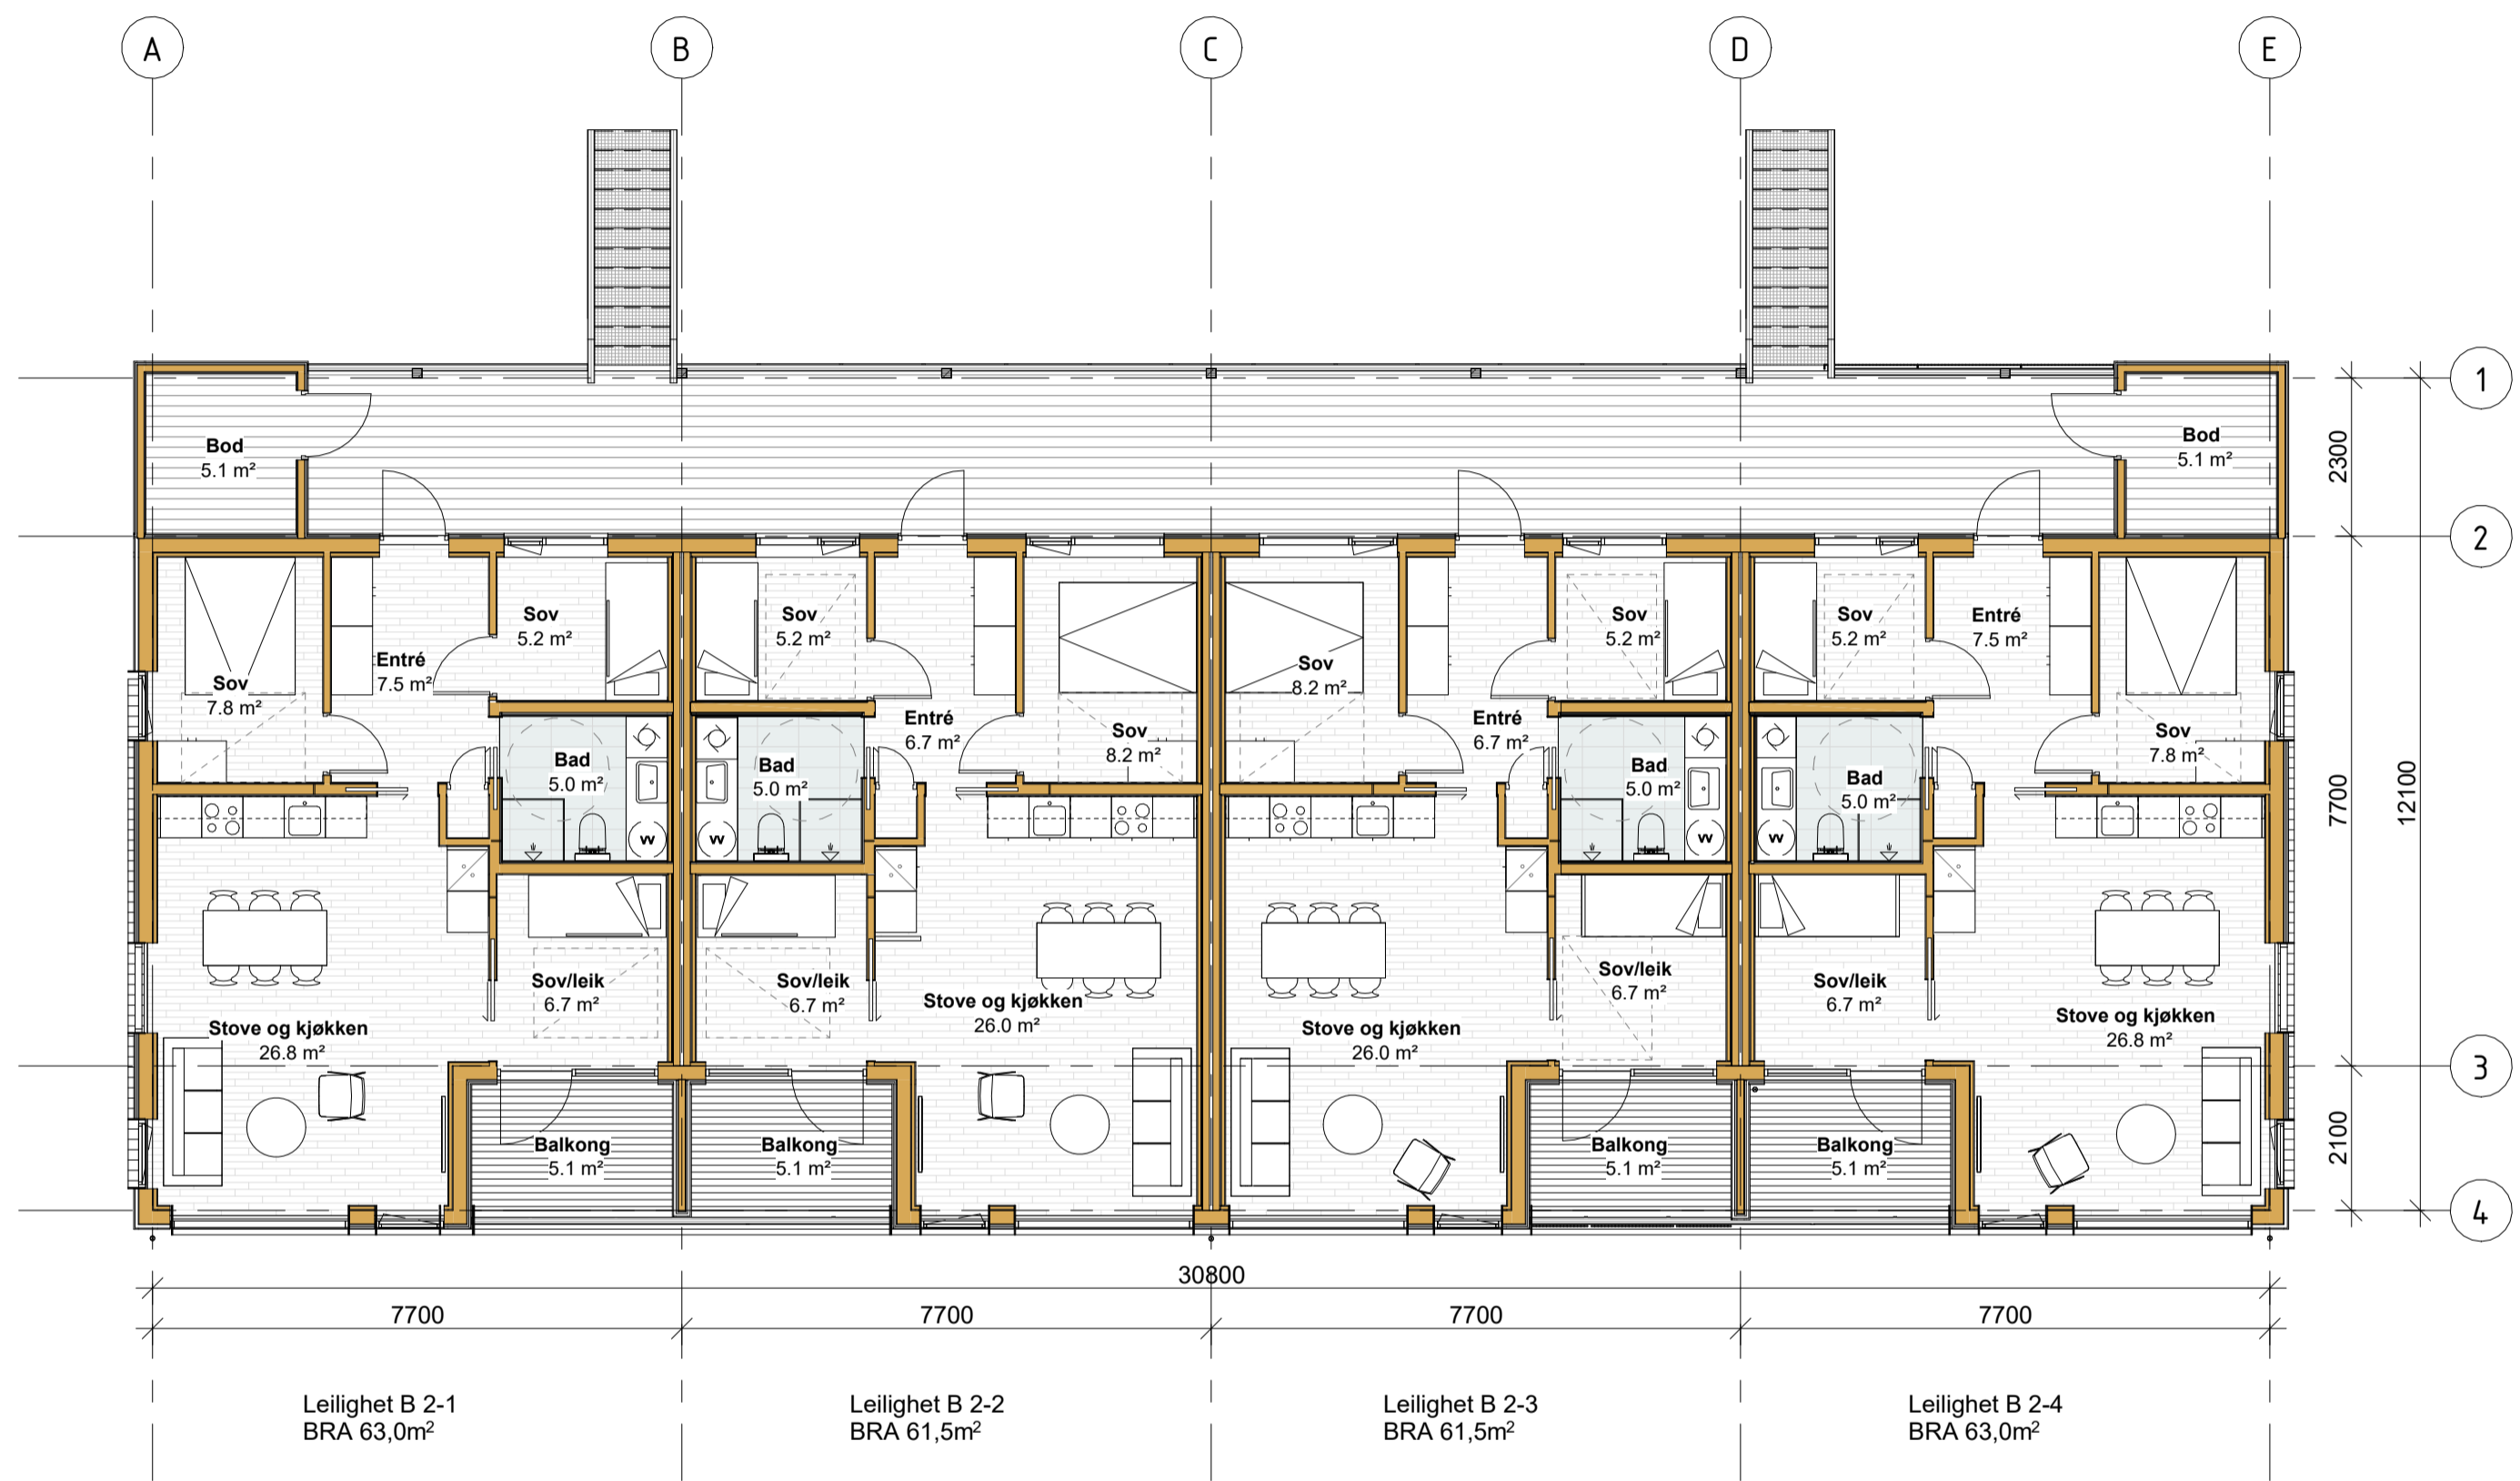 A
B
C
D
E
1
2
3
4
Bod
5.1 m²
Bod
5.1 m²
Sov
7.8 m²
Entré
7.5 m²
Sov
5.2 m²
Bad
5.0 m²
W
Stove og kjøkken
26.8 m²
Sov/leik
6.7 m²
Balkong
5.1 m²
Sov
5.2 m²
Entré
6.7 m²
Sov
8.2 m²
Bad
5.0 m²
W
Sov/leik
6.7 m²
Stove og kjøkken
26.0 m²
Balkong
5.1 m²
Sov
8.2 m²
Entré
6.7 m²
Sov
5.2 m²
Bad
5.0 m²
W
Stove og kjøkken
26.0 m²
Sov/leik
6.7 m²
Balkong
5.1 m²
Sov
5.2 m²
Entré
7.5 m²
Sov
7.8 m²
Bad
5.0 m²
W
Sov/leik
6.7 m²
Stove og kjøkken
26.8 m²
Balkong
5.1 m²
2300
7700
2100
12100
30800
7700
7700
7700
7700
Leilighet B 2-1
BRA 63,0m²
Leilighet B 2-2
BRA 61,5m²
Leilighet B 2-3
BRA 61,5m²
Leilighet B 2-4
BRA 63,0m²